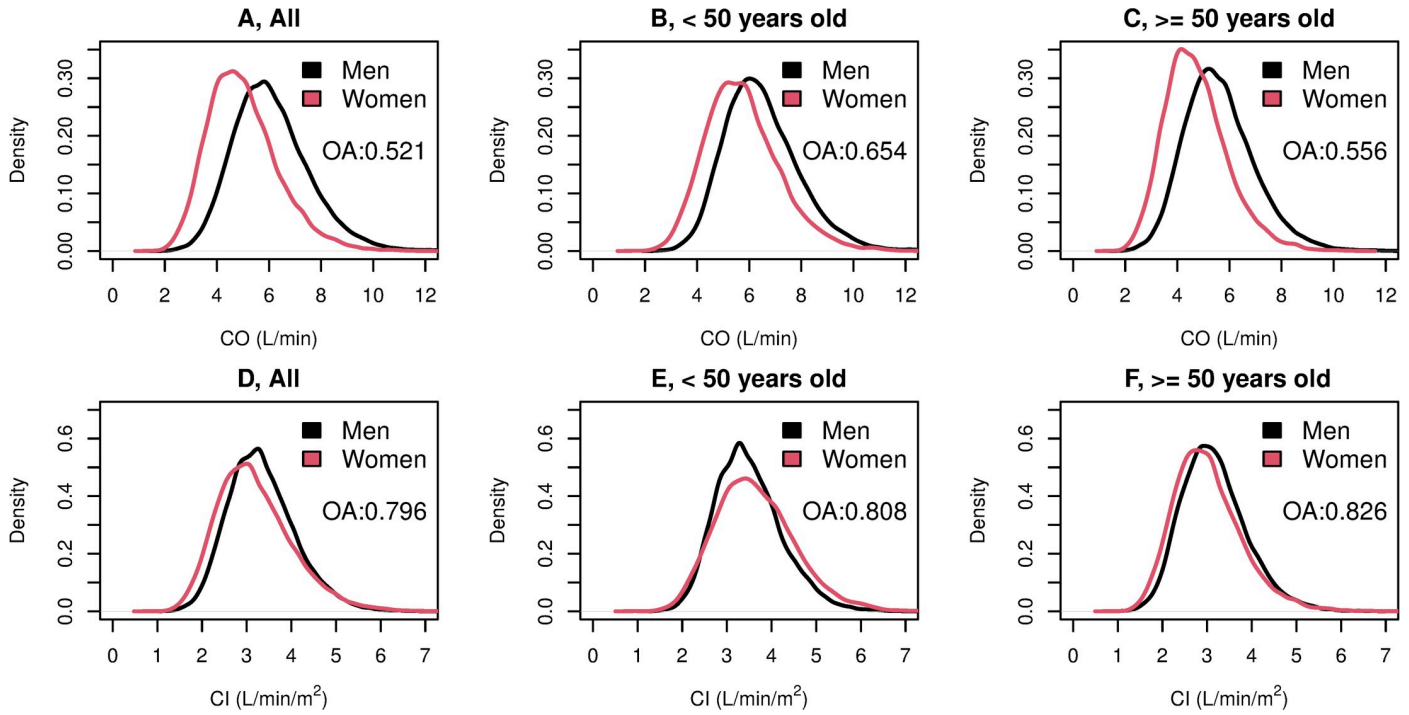 A, All
Density
0.00 0.10 0.20 0.30
Men
Women
OA:0.521
0 2 4 6 8 10 12
CO (L/min)
B, < 50 years old
Density
0.00 0.10 0.20 0.30
Men
Women
OA:0.654
0 2 4 6 8 10 12
CO (L/min)
C, >= 50 years old
Density
0.00 0.10 0.20 0.30
Men
Women
OA:0.556
0 2 4 6 8 10 12
CO (L/min)
D, All
Density
0.0 0.2 0.4 0.6
Men
Women
OA:0.796
0 1 2 3 4 5 6 7
CI (L/min/m²)
E, < 50 years old
Density
0.0 0.2 0.4 0.6
Men
Women
OA:0.808
0 1 2 3 4 5 6 7
CI (L/min/m²)
F, >= 50 years old
Density
0.0 0.2 0.4 0.6
Men
Women
OA:0.826
0 1 2 3 4 5 6 7
CI (L/min/m²)